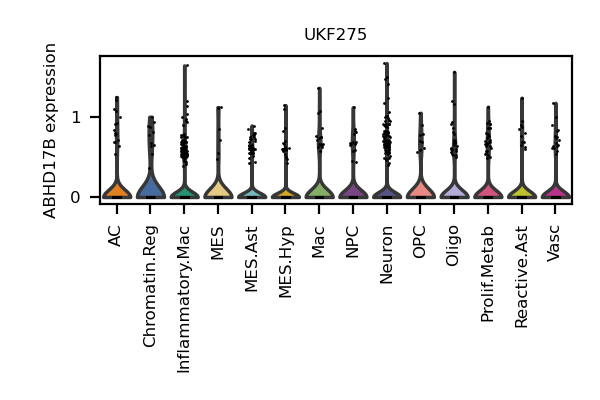 UKF275
ABHD17B expression
1
0
AC
Chromatin.Reg
Inflammatory.Mac
MES
MES.Ast
MES.Hyp
Mac
NPC
Neuron
OPC
Oligo
Prolif.Metab
Reactive.Ast
Vasc